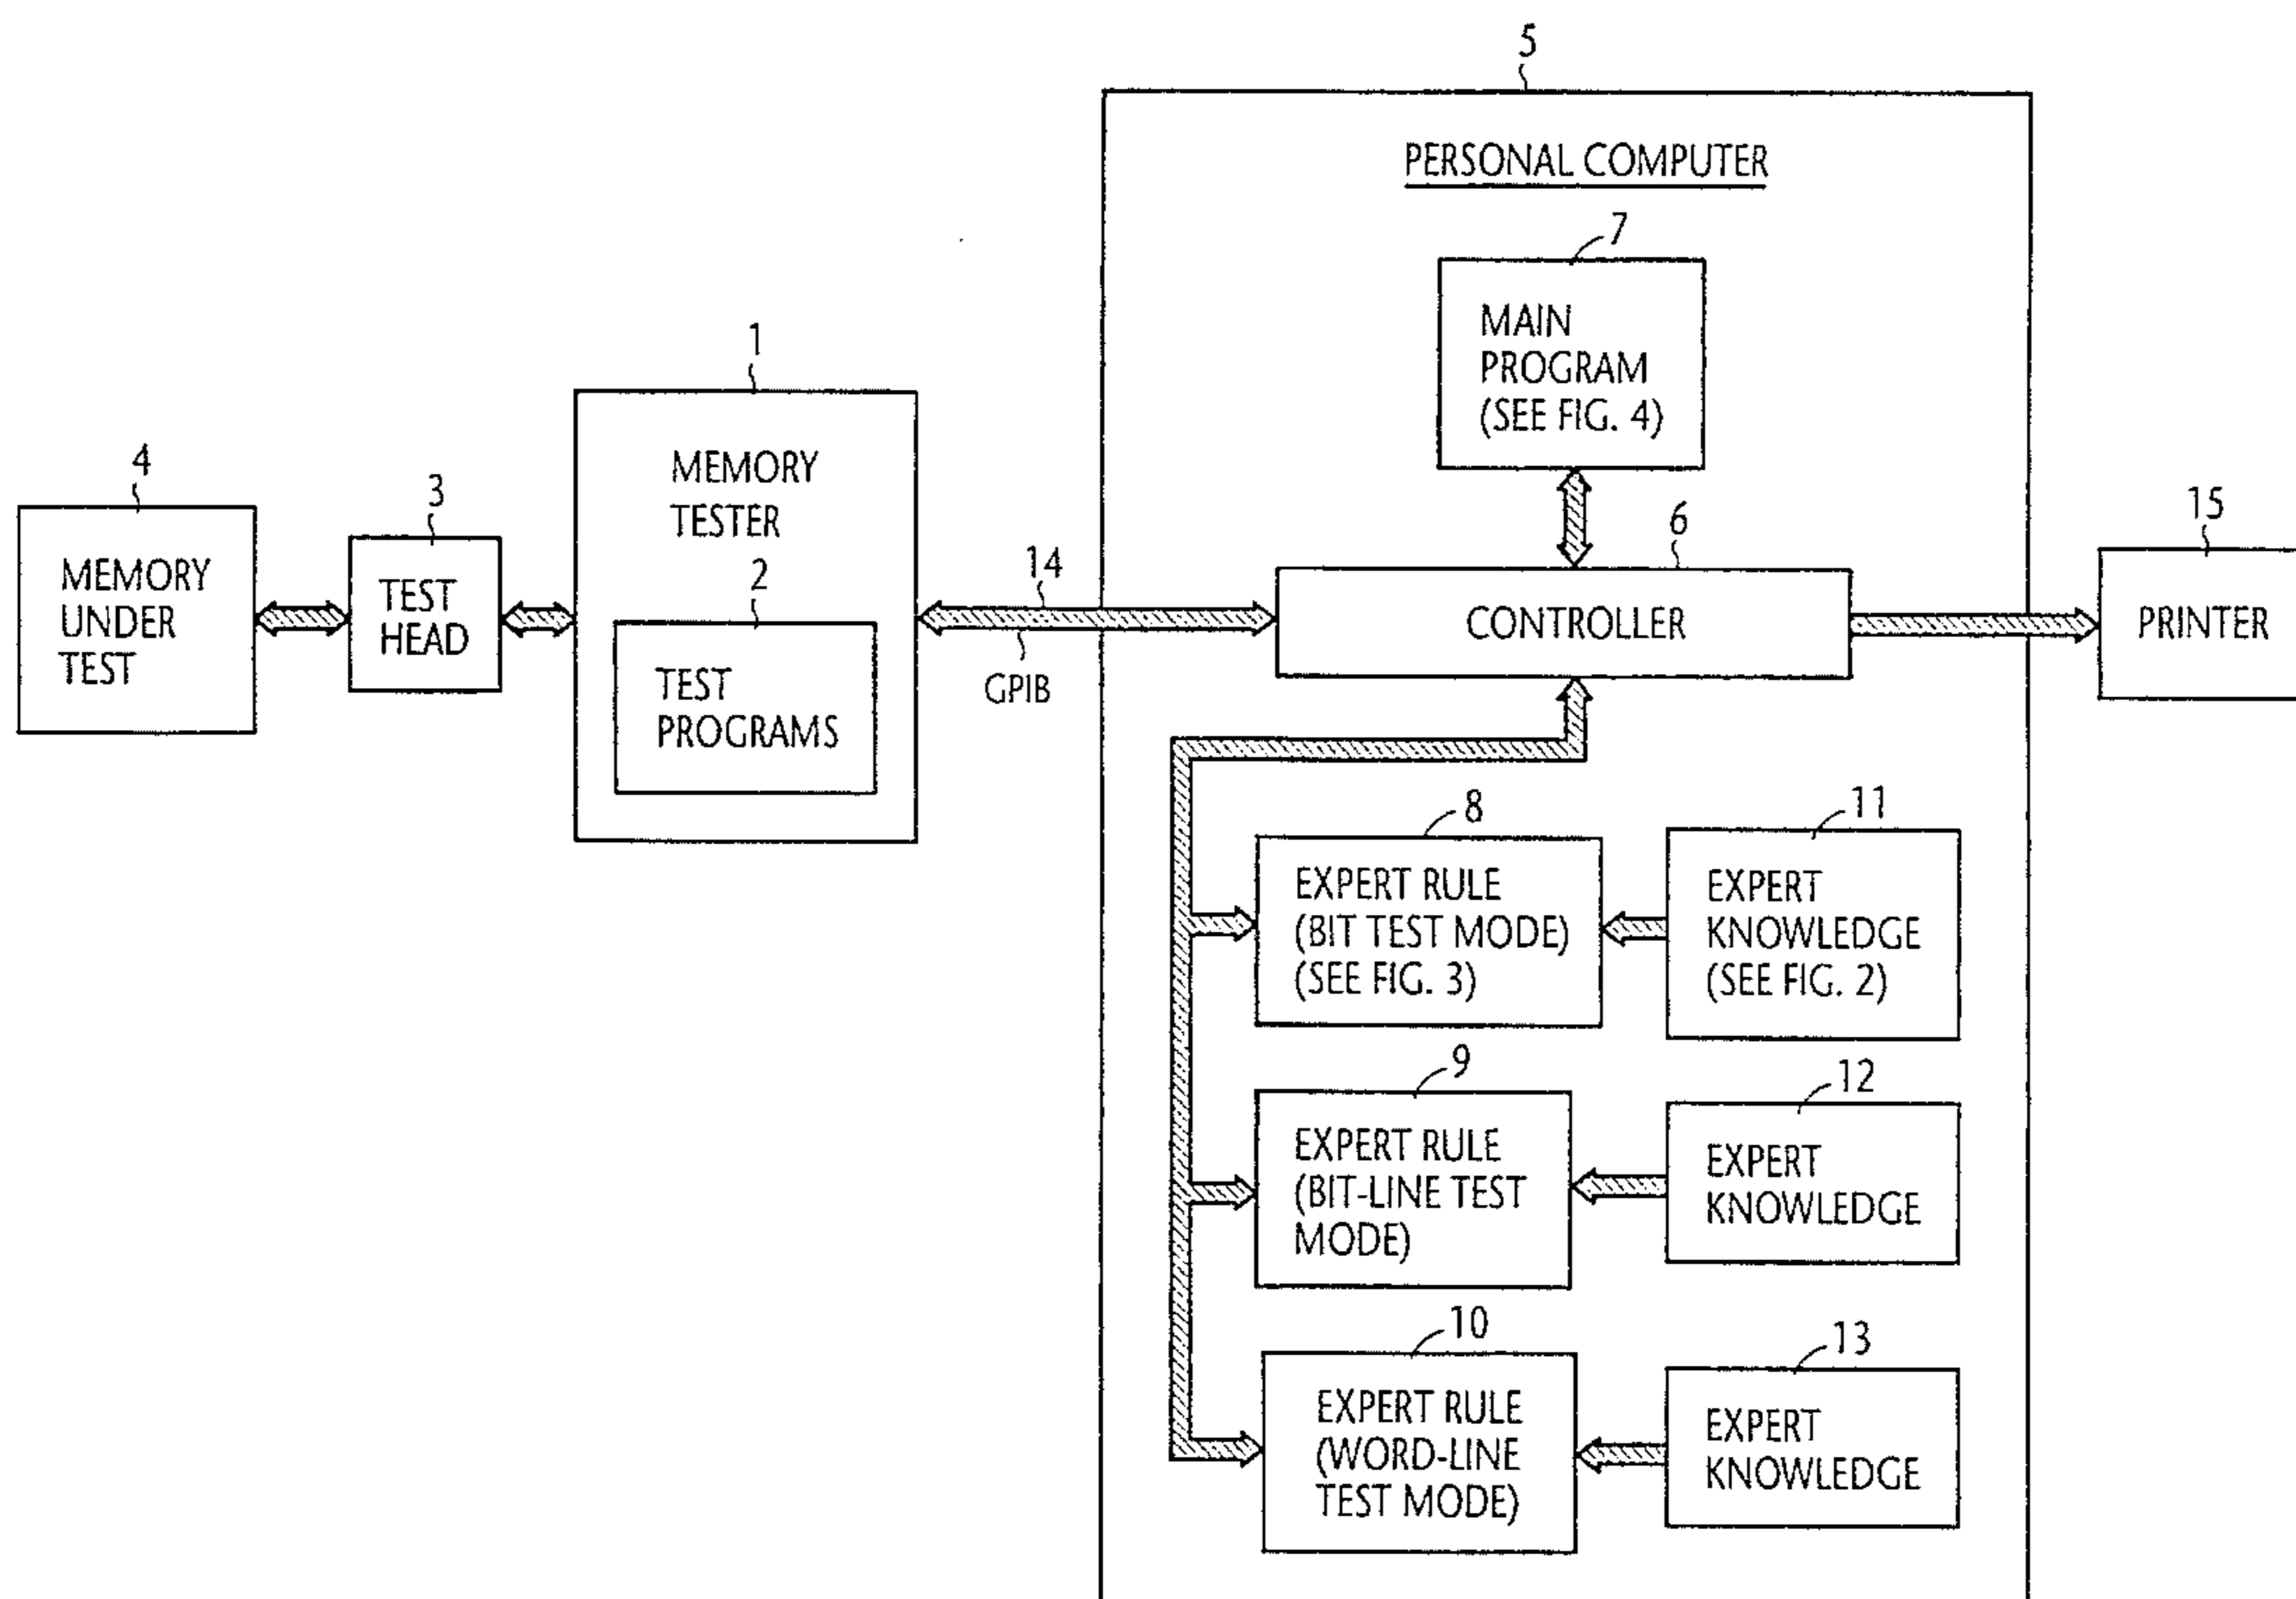 5
PERSONAL COMPUTER
7
MAIN
PROGRAM
(SEE FIG. 4)
1
MEMORY
TESTER
2
TEST
PROGRAMS
4
MEMORY
UNDER
TEST
3
TEST
HEAD
14
GPIB
6
CONTROLLER
15
PRINTER
8
EXPERT RULE
(BIT TEST MODE)
(SEE FIG. 3)
11
EXPERT
KNOWLEDGE
(SEE FIG. 2)
9
EXPERT RULE
(BIT-LINE TEST
MODE)
12
EXPERT
KNOWLEDGE
10
EXPERT RULE
(WORD-LINE
TEST MODE)
13
EXPERT
KNOWLEDGE